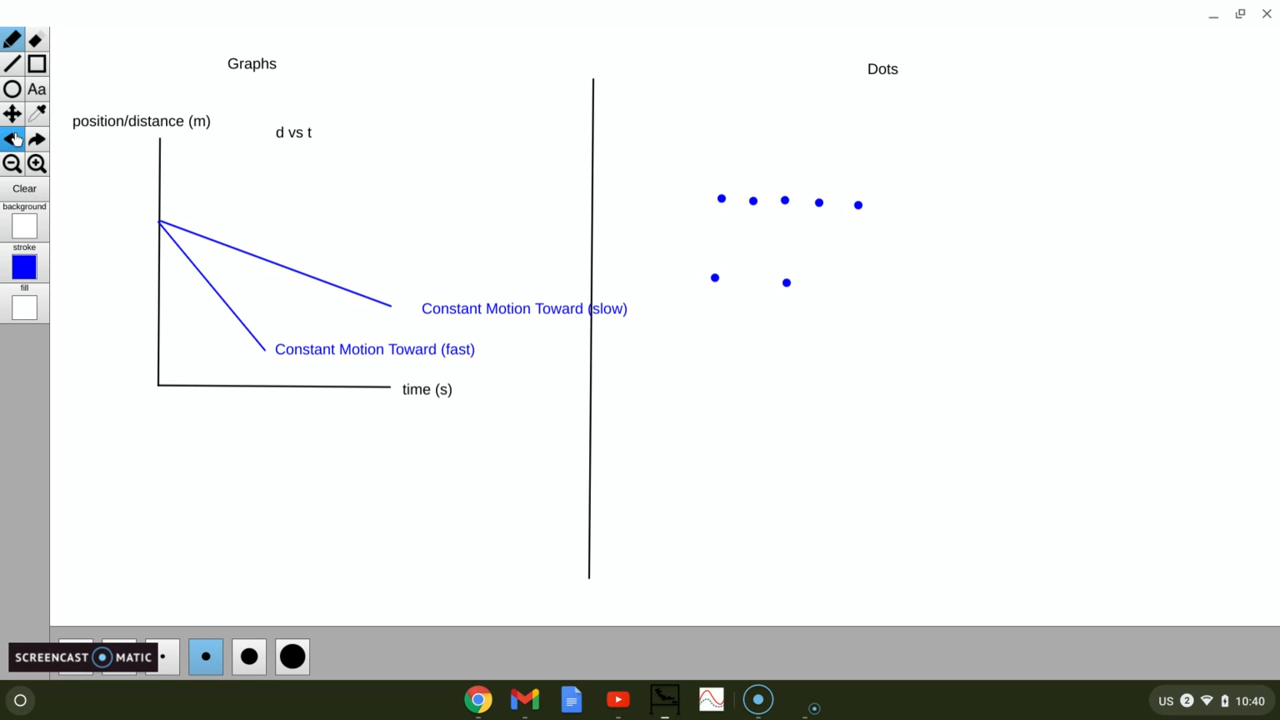 Graphs
Dots
position/distance (m)
d vs t
Constant Motion Toward (slow)
Constant Motion Toward (fast)
time (s)
Aa
Clear
background
stroke
fill
SCREENCAST MATIC
US 2 10:40